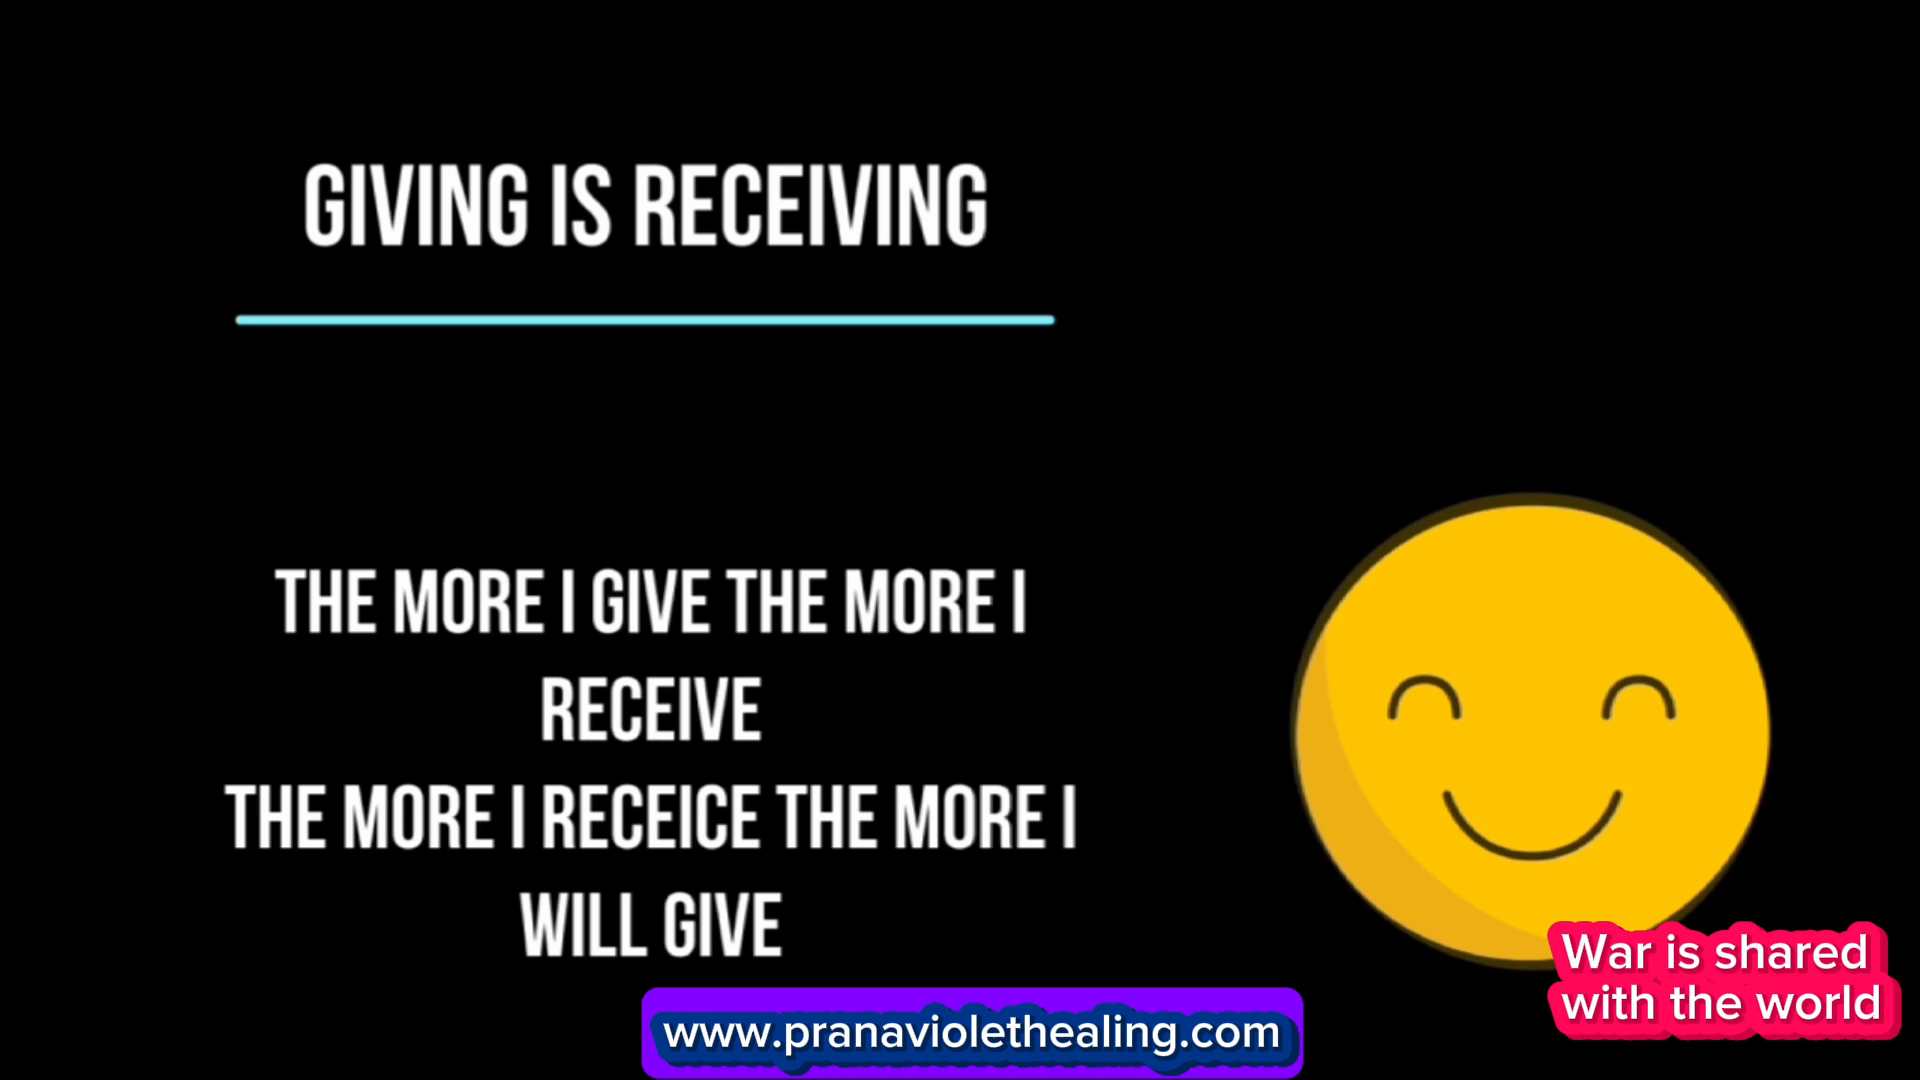 GIVING IS RECEIVING
THE MORE I GIVE THE MORE I
RECEIVE
THE MORE I RECEICE THE MORE I
WILL GIVE
War is shared
with the world
www.pranaviolethealing.com